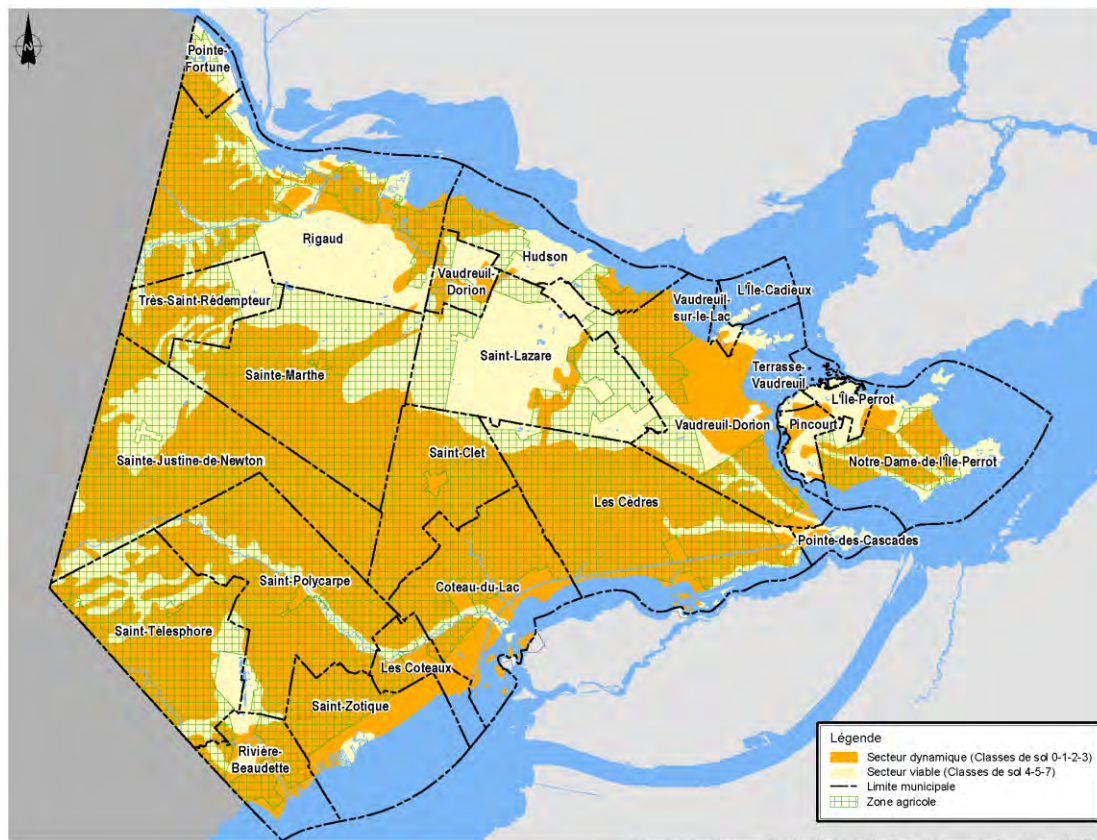 Pointe-
Fortune
Rigaud
Hudson
Vaudreuil-
Dorion
Très-Saint-Rédempteur
Vaudreuil-
sur-le-Lac
L'Île-Cadieux
Saint-Lazare
Sainte-Marthe
Terrasse-
Vaudreuil
L'Île-Perrot
Pincourt
Vaudreuil-Dorion
Saint-Clet
Sainte-Justine-de-Newton
Notre-Dame-de-l'Île-Perrot
Les Cèdres
Pointe-des-Cascades
Saint-Polycarpe
Coteau-du-Lac
Saint-Télesphore
Les Coteaux
Saint-Zotique
Rivière-
Beaudette
Légende
Secteur dynamique (Classes de sol 0-1-2-3)
Secteur viable (Classes de sol 4-5-7)
Limite municipale
Zone agricole